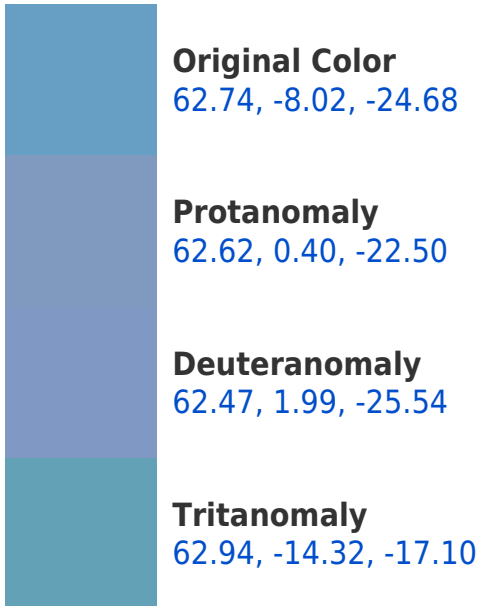 Original Color
62.74, -8.02, -24.68
Protanomaly
62.62, 0.40, -22.50
Deuteranomaly
62.47, 1.99, -25.54
Tritanomaly
62.94, -14.32, -17.10